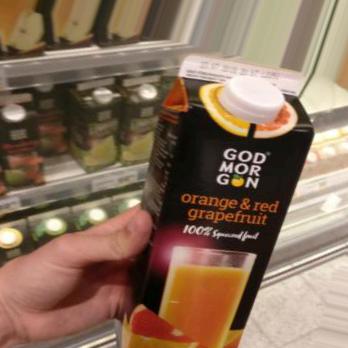 GOD
MOR
GON
orange & red
grapefruit
100% Squeezed fruit